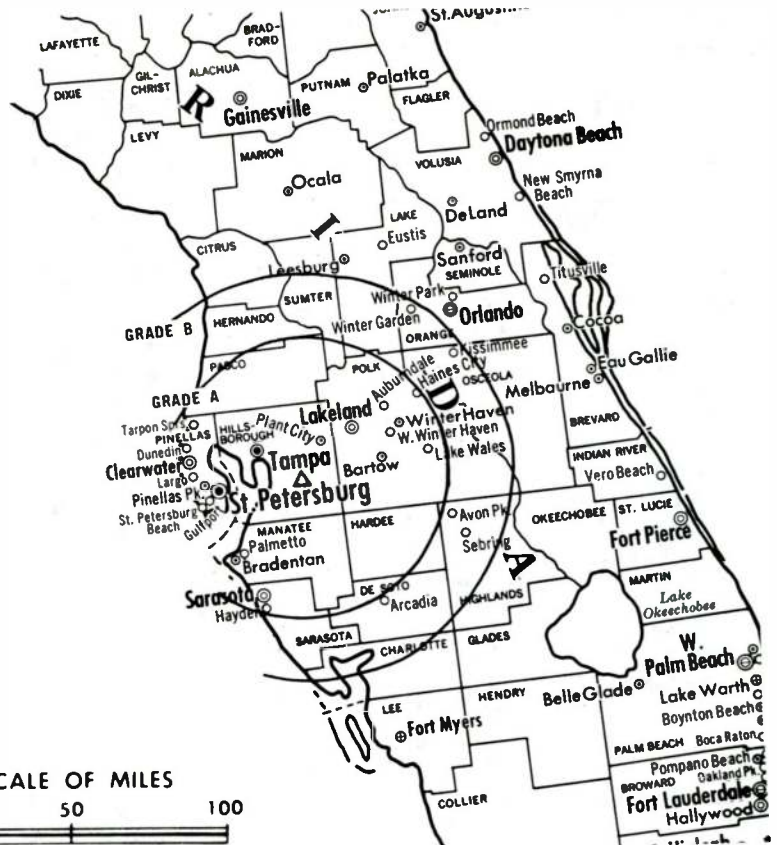 St.August
LAFAYETTE
BRAD-
FORD
GIL-
CHRIST
ALACHUA
DIXIE
PUTNAM
Palatka
R
Gainesville
FLAGLER
LEVY
Ormond Beach
Daytona Beach
MARION
VOLUSIA
Ocala
New Smyrna
Beach
I
LAKE
DeLand
Eustis
CITRUS
Sanford
SEMINOLE
Leesburg
Titusville
SUMTER
Winter Park
Orlando
GRADE B
HERNANDO
Winter Garden
ORANGE
Cocoa
Kissimmee
PASCO
POLK
Auburndale
Haines
City
OSCEOLA
Eau Gallie
Melbourne
GRADE A
D
Tarpon Sprs.
PINELLAS
HILLS-
BOROUGH
Plant City
Lakeland
WinterHaven
W. Winter Haven
BREVARD
Dunedin
Clearwater
Tampa
Bartow
Lake Wales
INDIAN RIVER
Largo
Vero Beach
Pinellas Pk.
St. Petersburg
St. Petersburg
Beach
Gulfport
MANATEE
HARDEE
Avon Pk.
OKEECHOBEE
ST. LUCIE
Palmetto
Sebring
Fort Pierce
Bradentan
A
MARTIN
Sarasota
DE SOTO
HIGHLANDS
Lake
Okeechobee
Hayden
Arcadia
SARASOTA
CHARLOTTE
GLADES
W.
Palm Beach
LEE
HENDRY
Belle Glade
Lake Warth
Boynton Beach
Fort Myers
PALM BEACH
Boca Raton
CALE OF MILES
Pompano Beach
Oakland Pk.
50
100
COLLIER
BROWARD
Fort Lauderdale
Hallywood